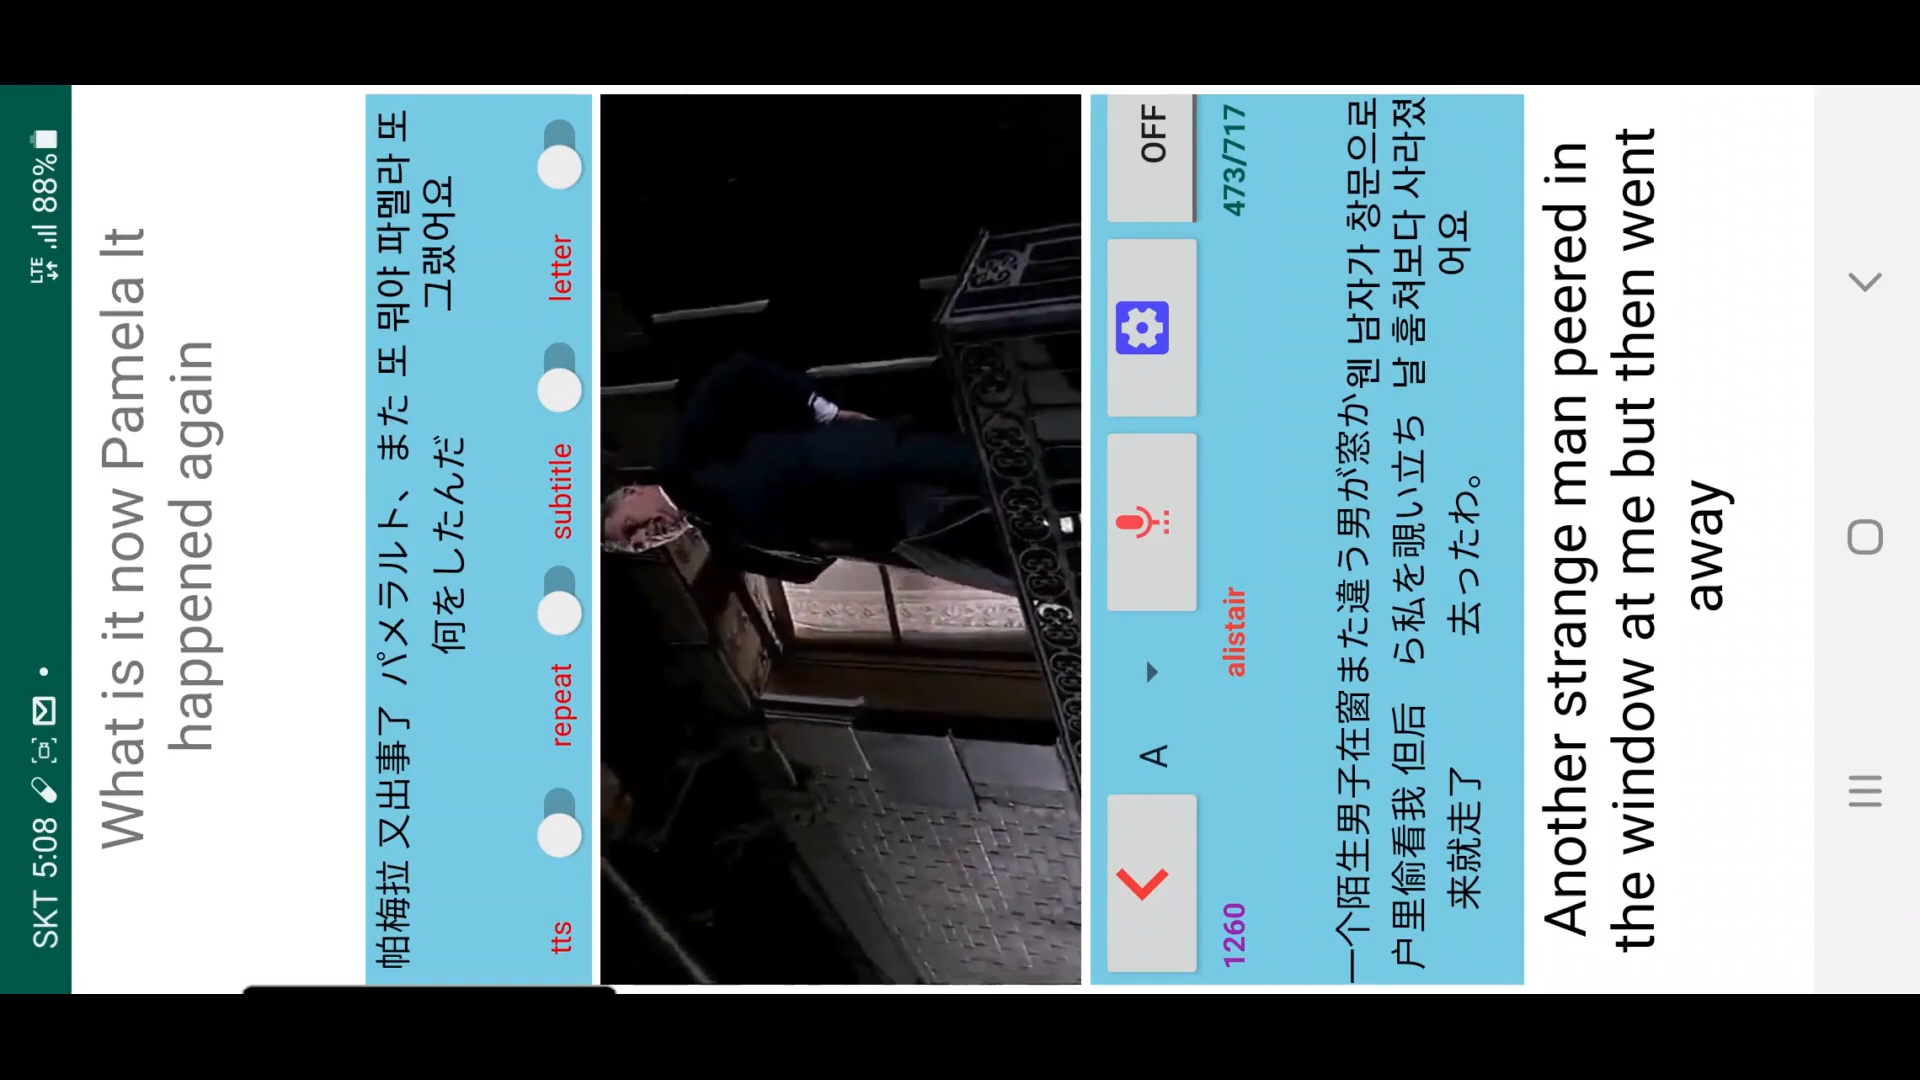 SKT 5:08
LTE
88%
What is it now Pamela It
happened again
帕梅拉 又出事了
パメラルト、また
何をしたんだ
또 뭐야 파멜라 또
그랬어요
tts
repeat
subtitle
letter
A
OFF
1260
alistair
473/717
一个陌生男子在窗
户里偷看我 但后
来就走了
また違う男が窓か
ら私を覗い立ち
去ったわ。
웬 남자가 창문으로
날 훔쳐보다 사라졌
어요
Another strange man peered in
the window at me but then went
away